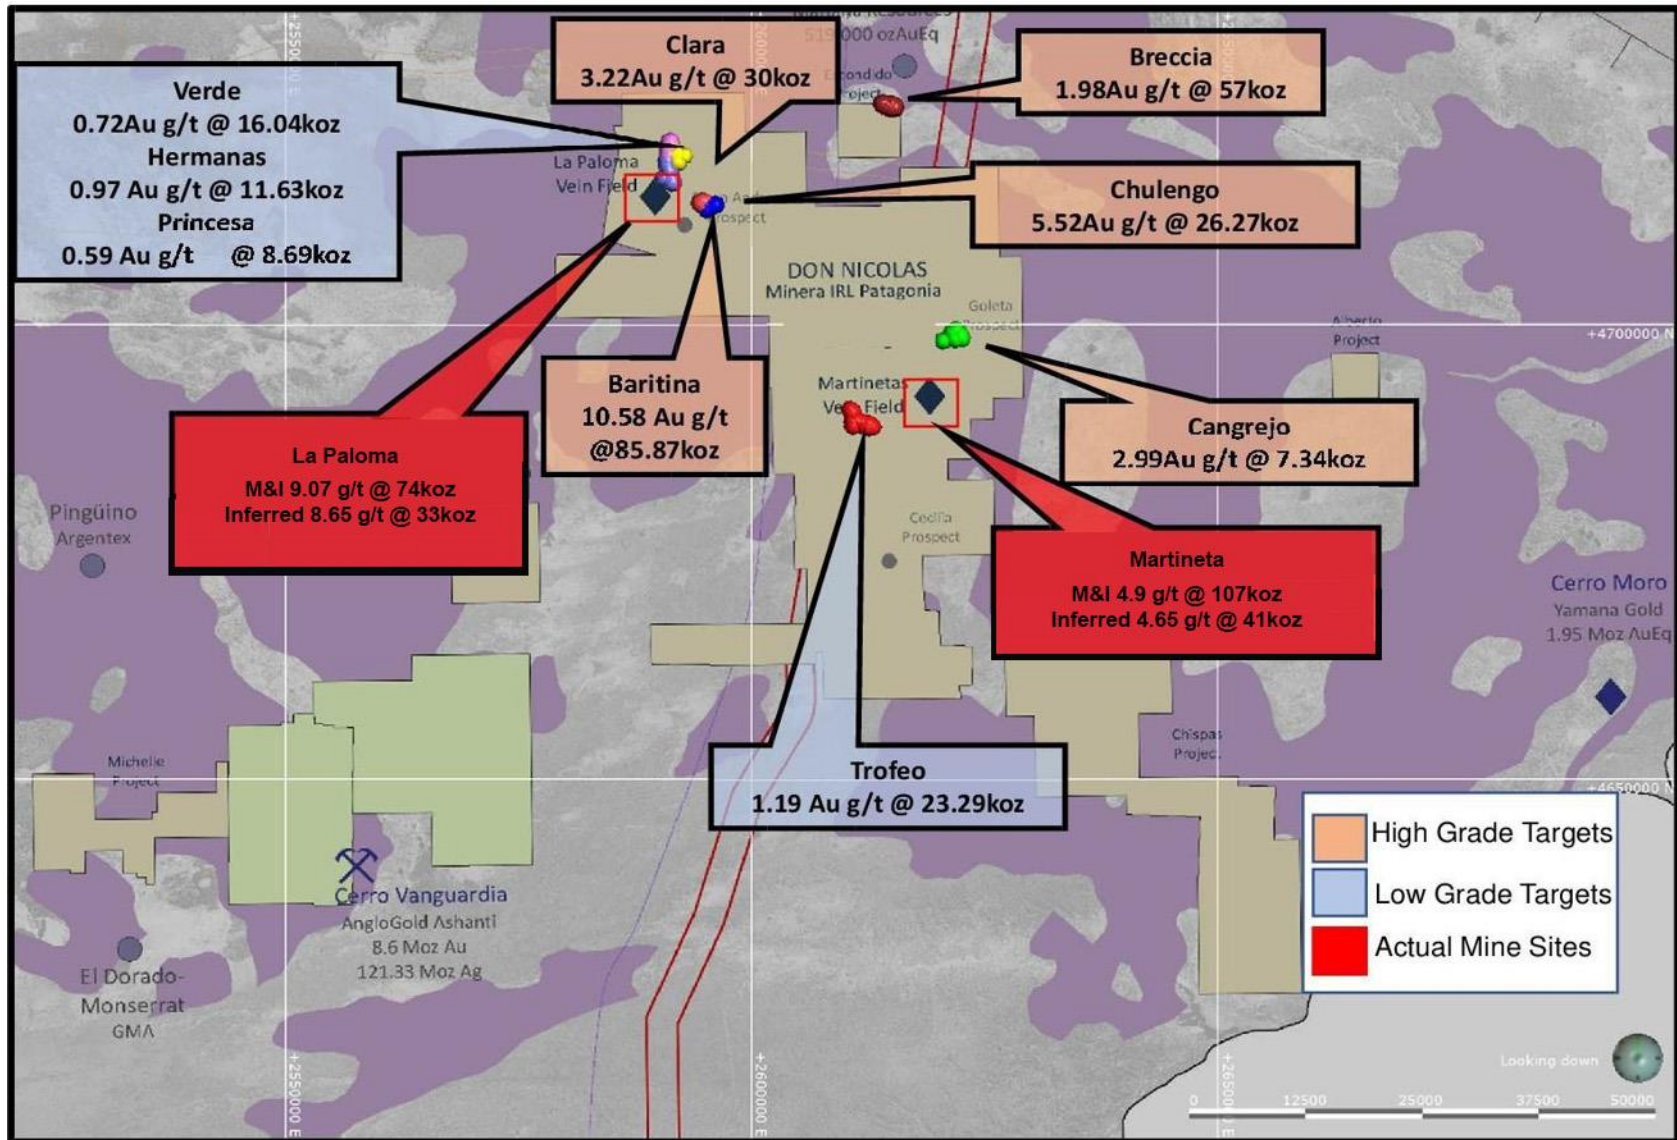 519,000 ozAuEq
Clara
3.22Au g/t @ 30koz
Breccia
1.98Au g/t @ 57koz
Verde
0.72Au g/t @ 16.04koz
Hermanas
0.97 Au g/t @ 11.63koz
Princesa
0.59 Au g/t @ 8.69koz
La Paloma
Vein Field
Chulengo
5.52Au g/t @ 26.27koz
DON NICOLAS
Minera IRL Patagonia
Goleta
Prospect
Alberto
Project
+4700000 N
Baritina
10.58 Au g/t
@85.87koz
Martinetas
Vein Field
Cangrejo
2.99Au g/t @ 7.34koz
La Paloma
M&I 9.07 g/t @ 74koz
Inferred 8.65 g/t @ 33koz
Pingüino
Argentex
Cecilia
Prospect
Martineta
M&I 4.9 g/t @ 107koz
Inferred 4.65 g/t @ 41koz
Cerro Moro
Yamana Gold
1.95 Moz AuEq
Michelle
Project
Chispas
Project
Trofeo
1.19 Au g/t @ 23.29koz
+4650000 N
High Grade Targets
Low Grade Targets
Actual Mine Sites
Cerro Vanguardia
AngloGold Ashanti
8.6 Moz Au
121.33 Moz Ag
El Dorado-
Monserrat
GMA
+2550000 E
+2600000 E
+2650000 E
Looking down
0 12500 25000 37500 50000